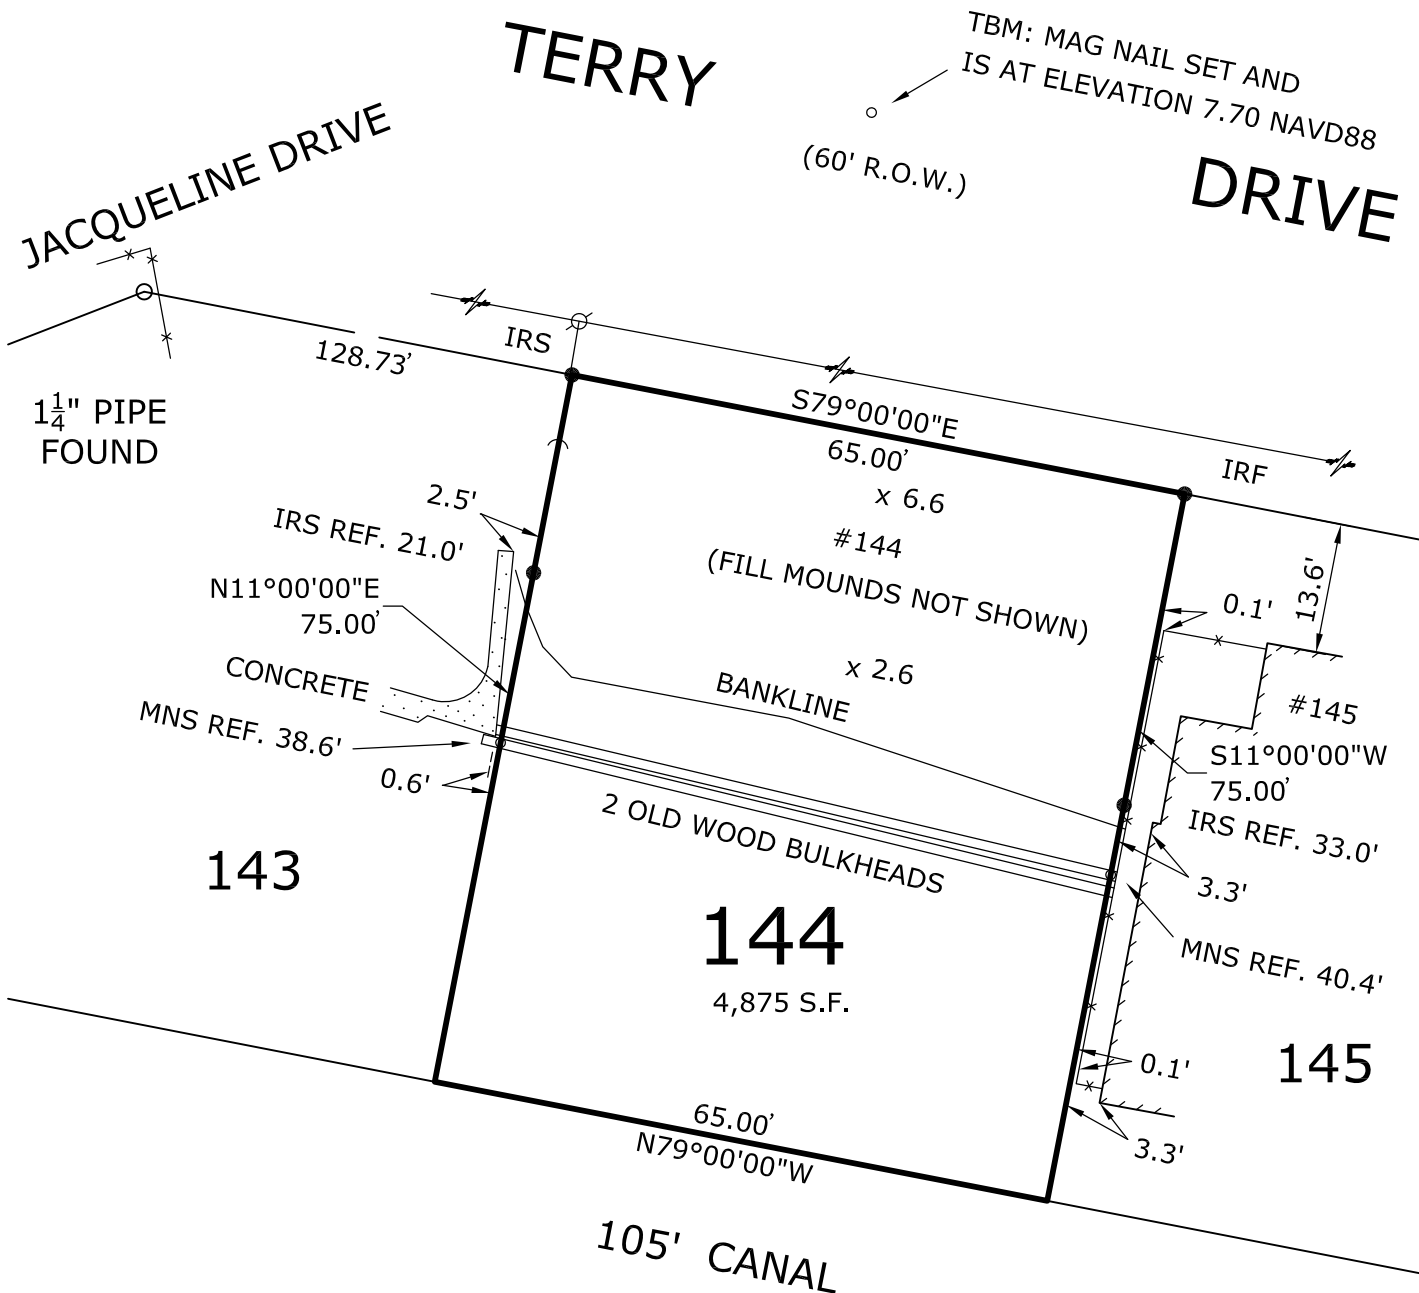 TERRY
TBM: MAG NAIL SET AND
IS AT ELEVATION 7.70 NAVD88
(60' R.O.W.)
DRIVE
JACQUELINE DRIVE
IRS
128.73'
1 1/4" PIPE
FOUND
S79°00'00"E
65.00'
IRF
x 6.6
#144
(FILL MOUNDS NOT SHOWN)
2.5'
IRS REF. 21.0'
N11°00'00"E
75.00'
CONCRETE
MNS REF. 38.6'
0.6'
13.6'
0.1'
x 2.6
BANKLINE
#145
S11°00'00"W
75.00'
IRS REF. 33.0'
3.3'
2 OLD WOOD BULKHEADS
MNS REF. 40.4'
143
144
4,875 S.F.
145
0.1'
3.3'
65.00'
N79°00'00"W
105' CANAL